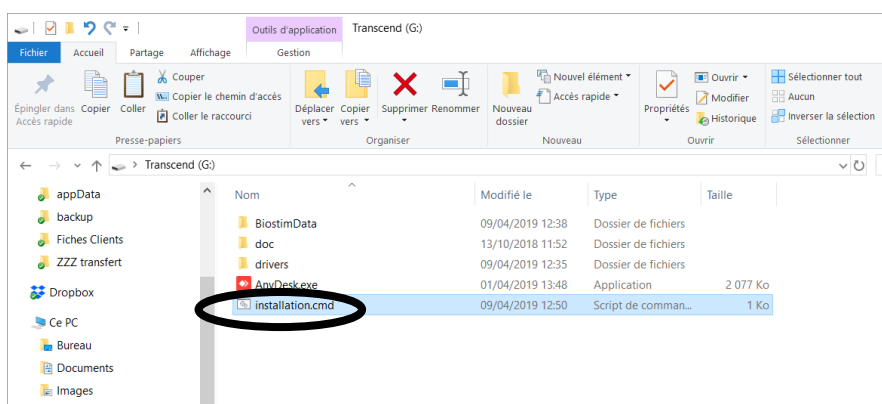 Outils d'application Transcend (G:)
Fichier Accueil Partage Affichage Gestion
Épingler dans Accès rapide
Copier
Coller
Couper
Copier le chemin d'accès
Coller le raccourci
Presse-papiers
Déplacer vers
Copier vers
Supprimer
Renommer
Organiser
Nouveau dossier
Nouvel élément
Accès rapide
Nouveau
Propriétés
Ouvrir
Modifier
Historique
Ouvrir
Sélectionner tout
Aucun
Inverser la sélection
Sélectionner
> Transcend (G:)
appData
backup
Fiches Clients
ZZZ transfert
Dropbox
Ce PC
Bureau
Documents
Images
Nom Modifié le Type Taille
BiostimData 09/04/2019 12:38 Dossier de fichiers
doc 13/10/2018 11:52 Dossier de fichiers
drivers 09/04/2019 12:35 Dossier de fichiers
AnyDesk.exe 01/04/2019 13:48 Application 2 077 Ko
installation.cmd 09/04/2019 12:50 Script de comman... 1 Ko